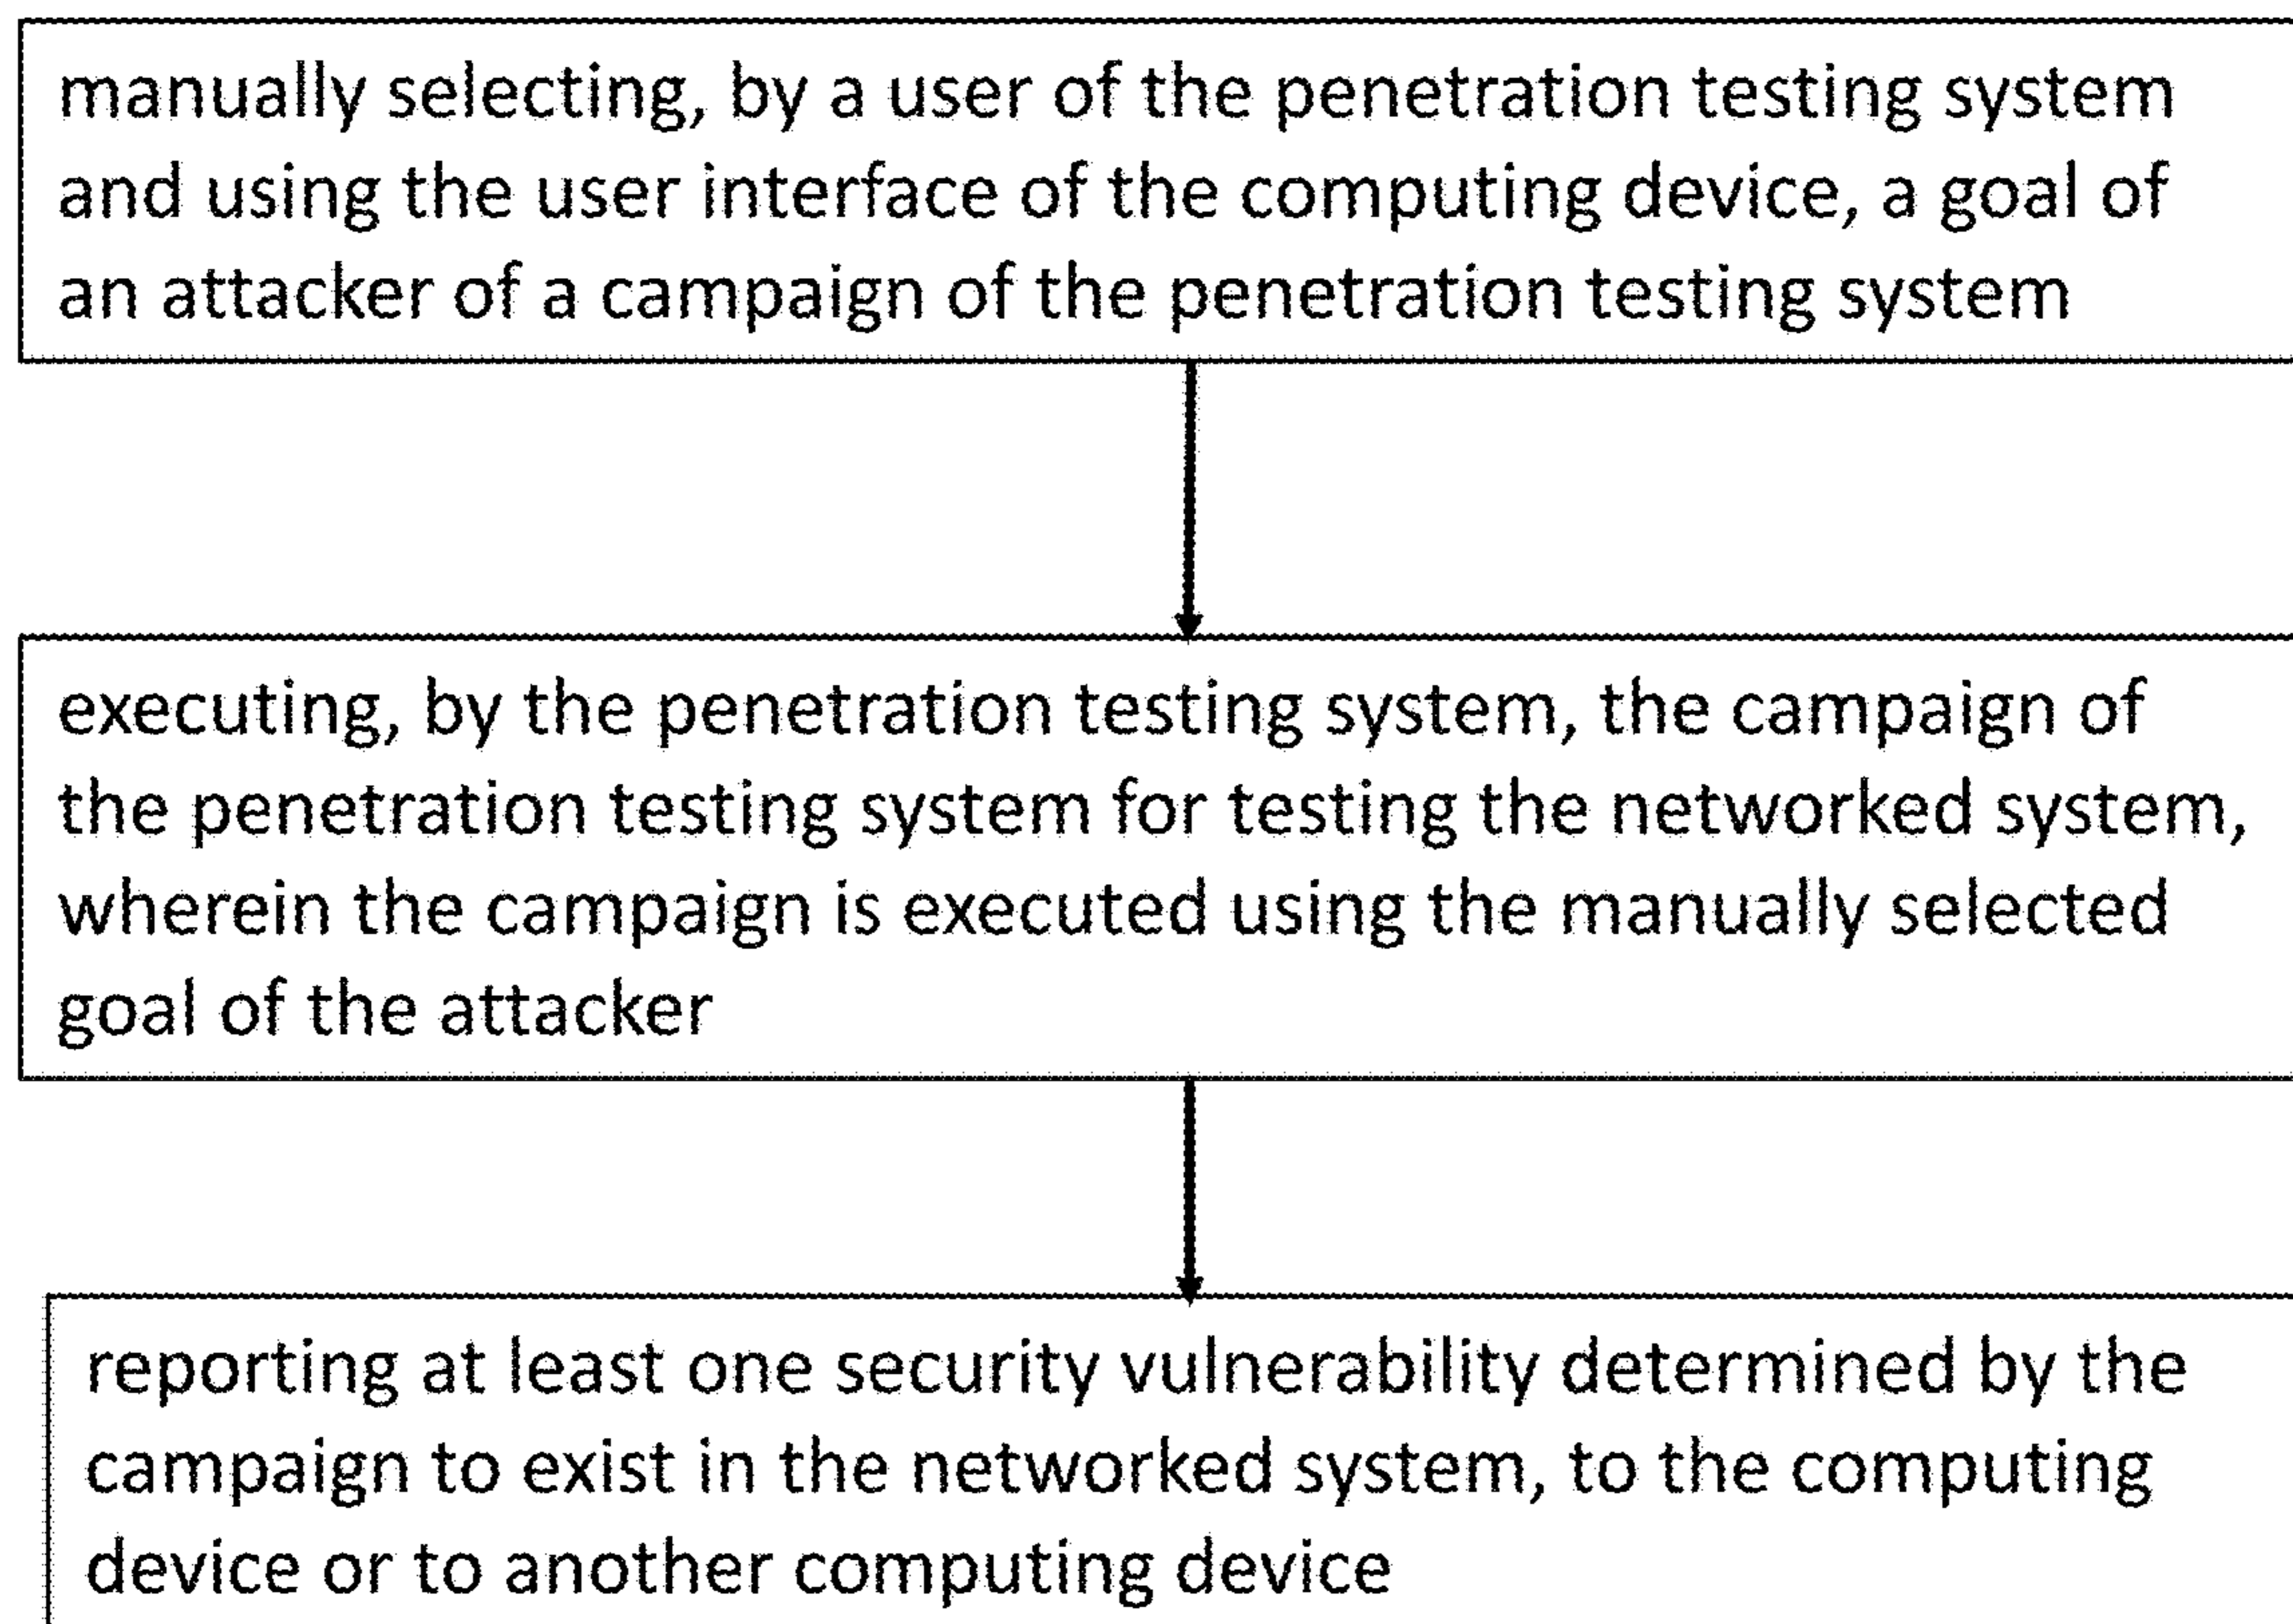 manually selecting, by a user of the penetration testing system
and using the user interface of the computing device, a goal of
an attacker of a campaign of the penetration testing system
executing, by the penetration testing system, the campaign of
the penetration testing system for testing the networked system,
wherein the campaign is executed using the manually selected
goal of the attacker
reporting at least one security vulnerability determined by the
campaign to exist in the networked system, to the computing
device or to another computing device